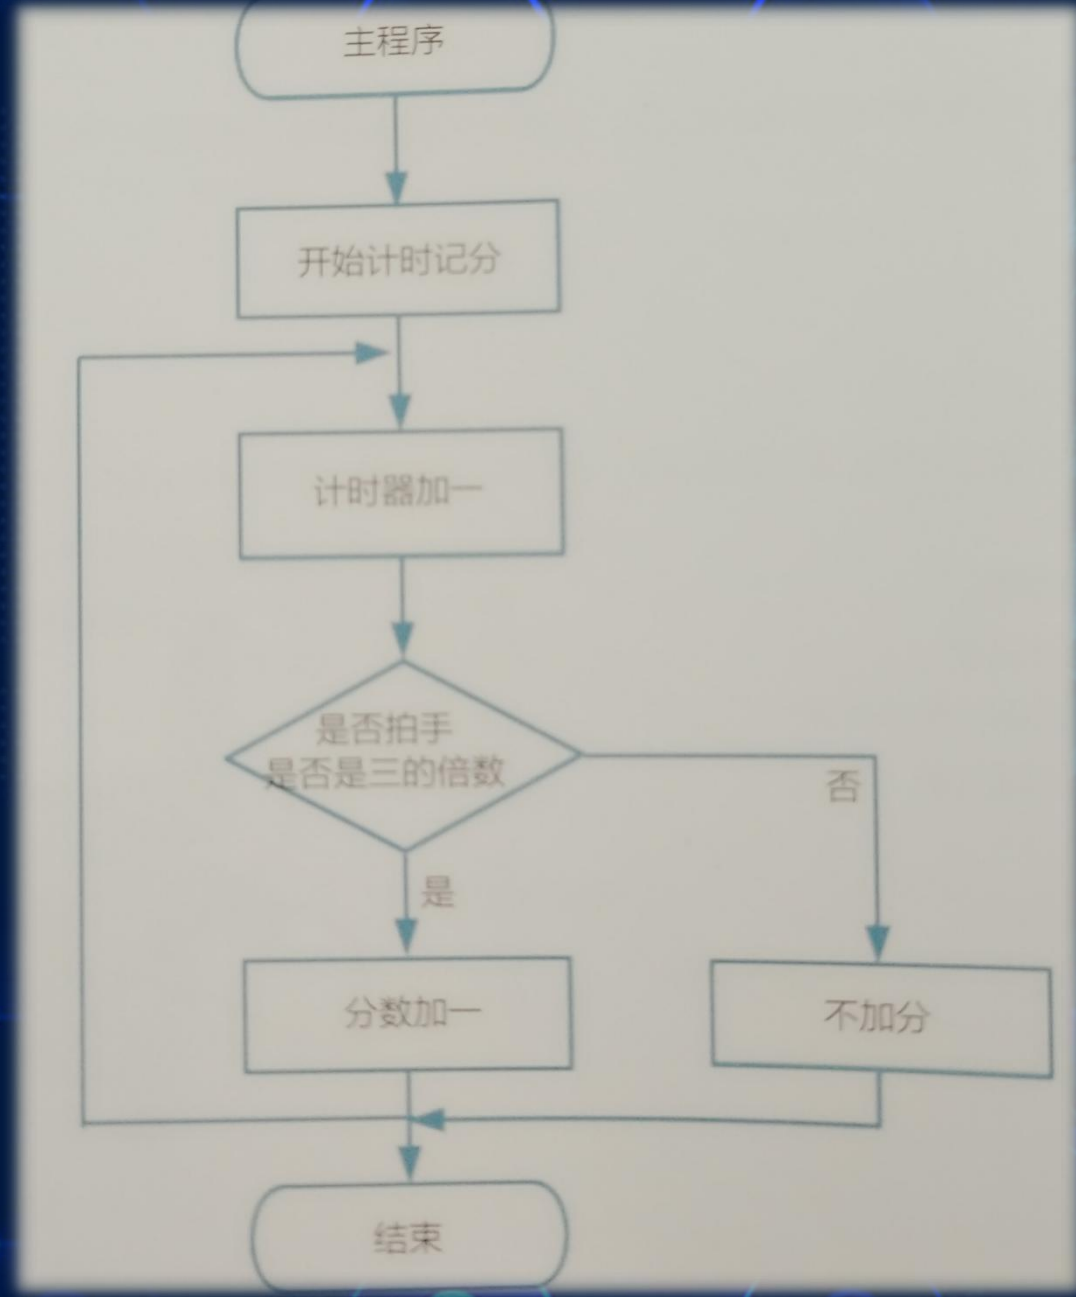 主程序
开始计时记分
计时器加一
是否拍手
是否是三的倍数
否
是
分数加一
不加分
结束